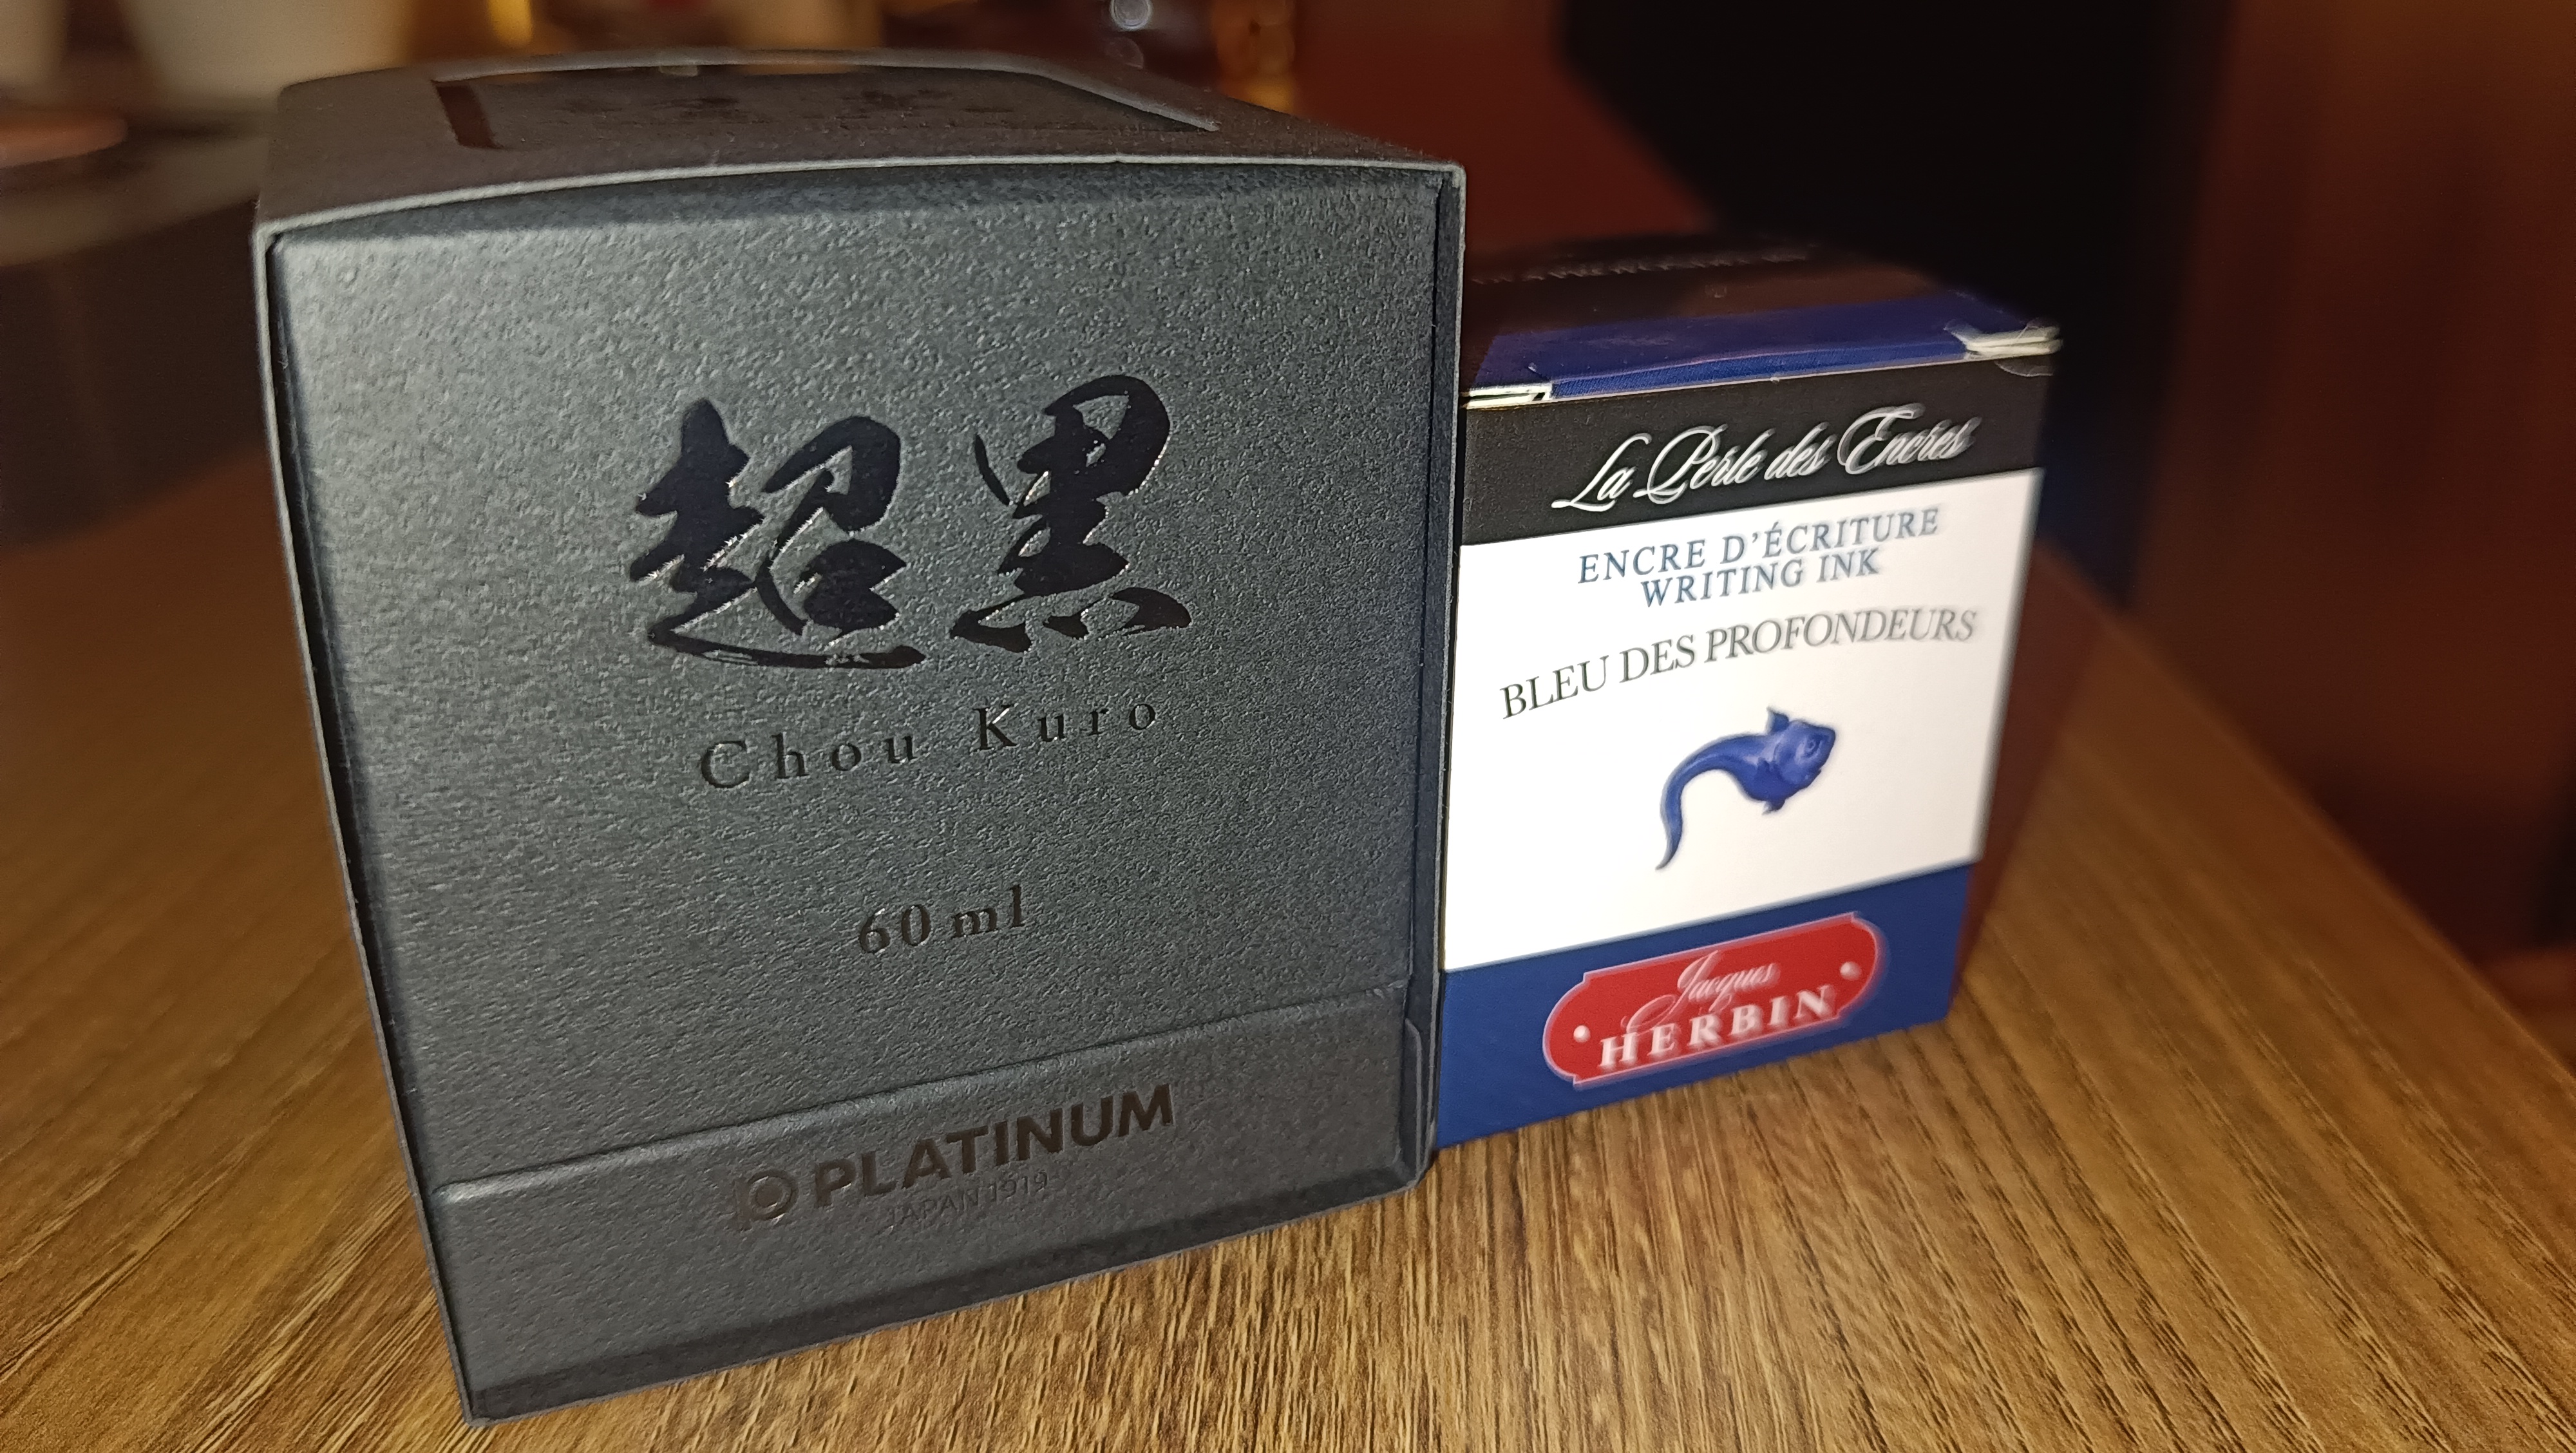 超黒
Chou Kuro
60 ml
PLATINUM
JAPAN 1919
La Perle des Encres
ENCRE D'ÉCRITURE
WRITING INK
BLEU DES PROFONDEURS
Jacques
HERBIN